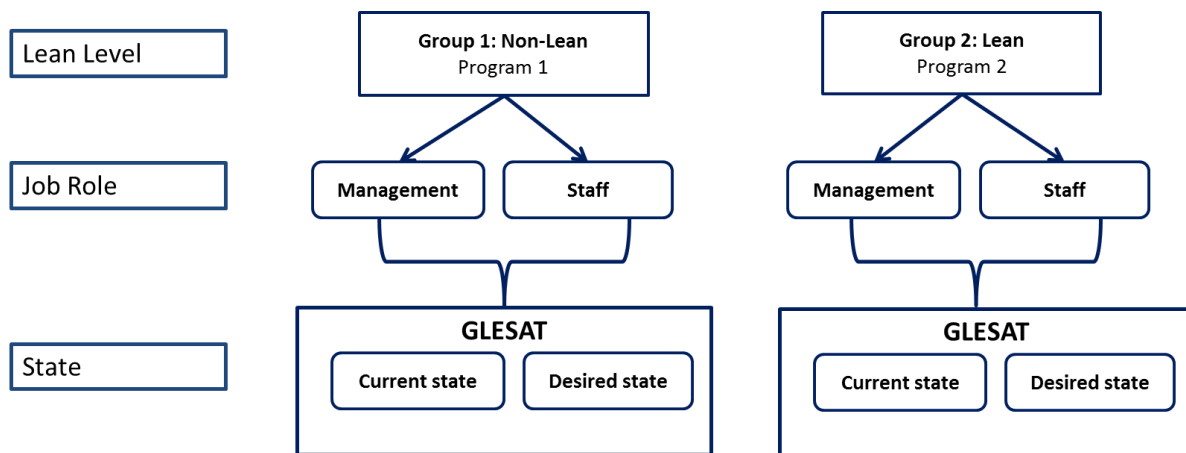 Lean Level
Group 1: Non-Lean
Program 1
Group 2: Lean
Program 2
Job Role
Management
Staff
Management
Staff
GLESAT
GLESAT
State
Current state
Desired state
Current state
Desired state